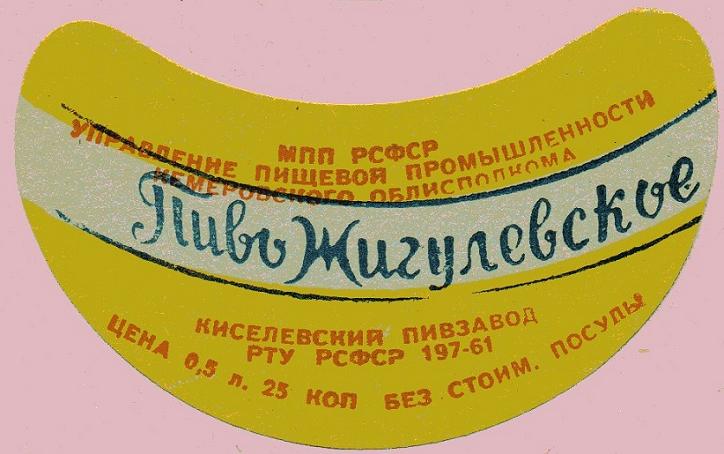 МПП РСФСР
УПРАВЛЕНИЕ ПИЩЕВОЙ ПРОМЫШЛЕННОСТИ
КЕМЕРОВСКОГО ОБЛИСПОЛКОМА
Пиво Жигулевское
КИСЕЛЕВСКИЙ ПИВЗАВОД
РТУ РСФСР 197-61
ЦЕНА 0,5 л. 25 КОП БЕЗ СТОИМ. ПОСУДЫ